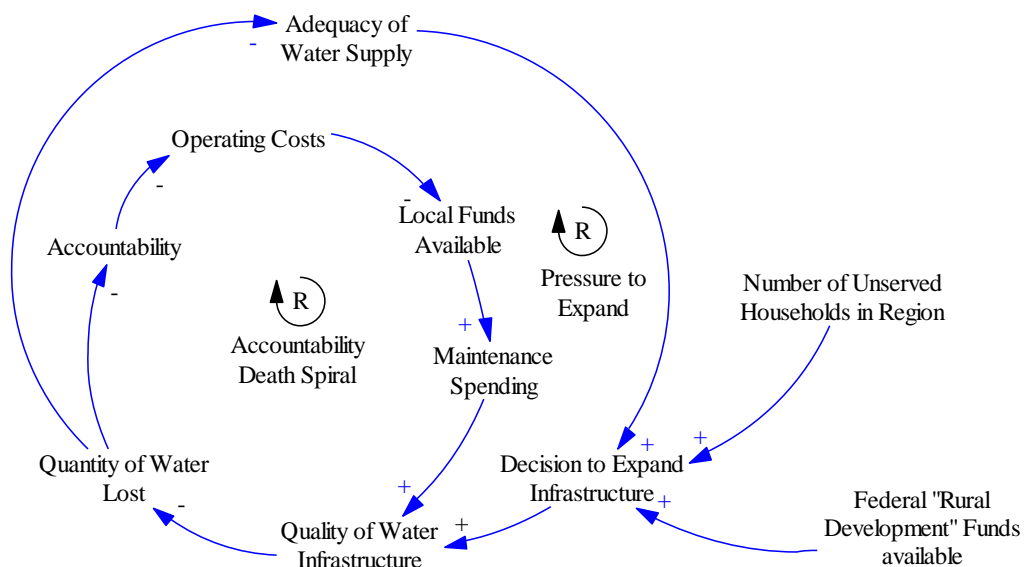 Adequacy of
Water Supply
-
Operating Costs
-
-
Local Funds
Available
R
Pressure to
Expand
Accountability
-
R
Accountability
Death Spiral
Number of Unserved
Households in Region
+
Maintenance
Spending
+
+
Quantity of Water
Lost
Decision to Expand
Infrastructure
+
+
+
-
Quality of Water
Infrastructure
Federal "Rural
Development" Funds
available